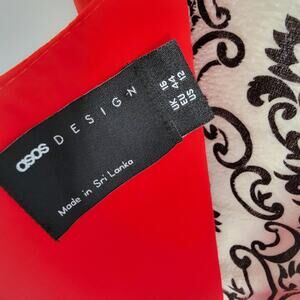 asos DESIGN
Made in Sri Lanka
UK 16
EU 44
US 12